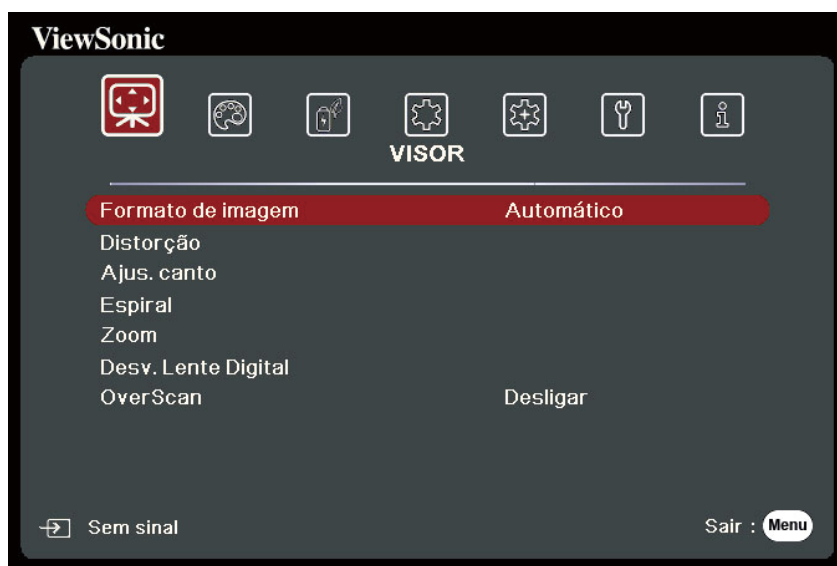 ViewSonic
VISOR
Formato de imagem Automático
Distorção
Ajus. canto
Espiral
Zoom
Desv. Lente Digital
OverScan Desligar
Sem sinal Sair : Menu